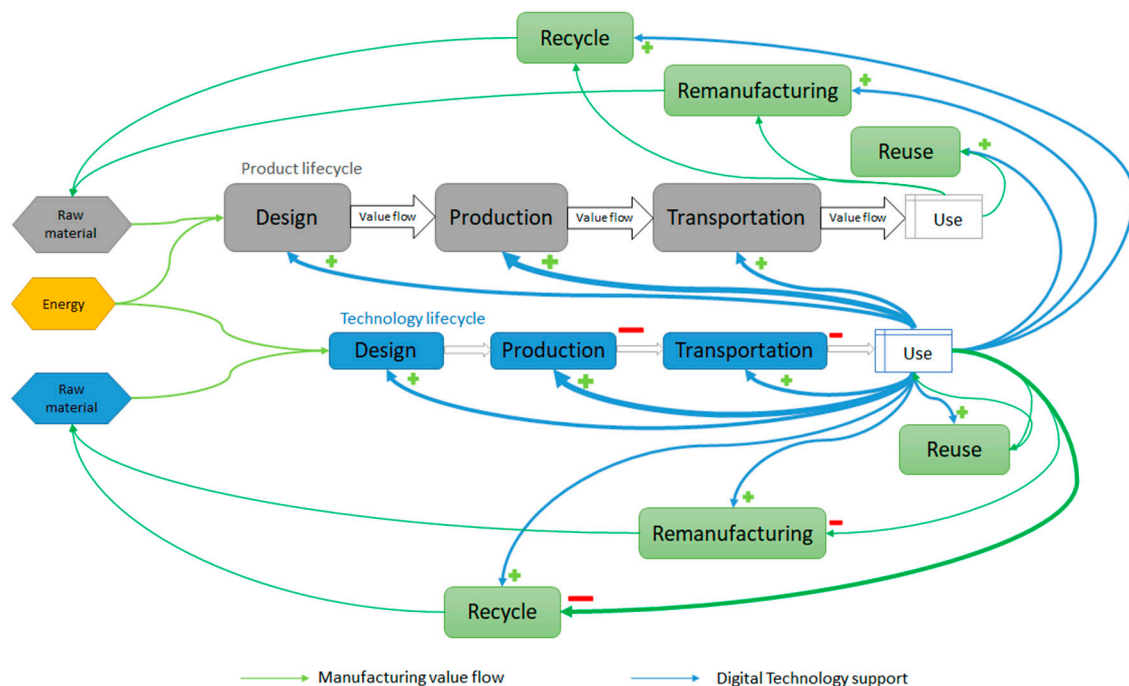 Recycle
Remanufacturing
Reuse
Product lifecycle
Raw
material
Design
Value flow
Production
Value flow
Transportation
Value flow
Use
Energy
Technology lifecycle
Design
Production
Transportation
Use
Raw
material
Reuse
Remanufacturing
Recycle
Manufacturing value flow
Digital Technology support